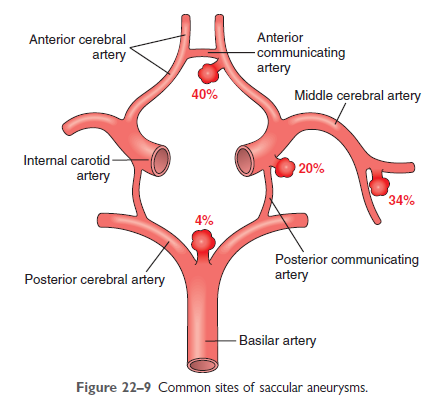 Anterior cerebral
artery
Anterior
communicating
artery
40%
Middle cerebral artery
Internal carotid
artery
20%
34%
4%
Posterior communicating
artery
Posterior cerebral artery
Basilar artery
Figure 22–9 Common sites of saccular aneurysms.